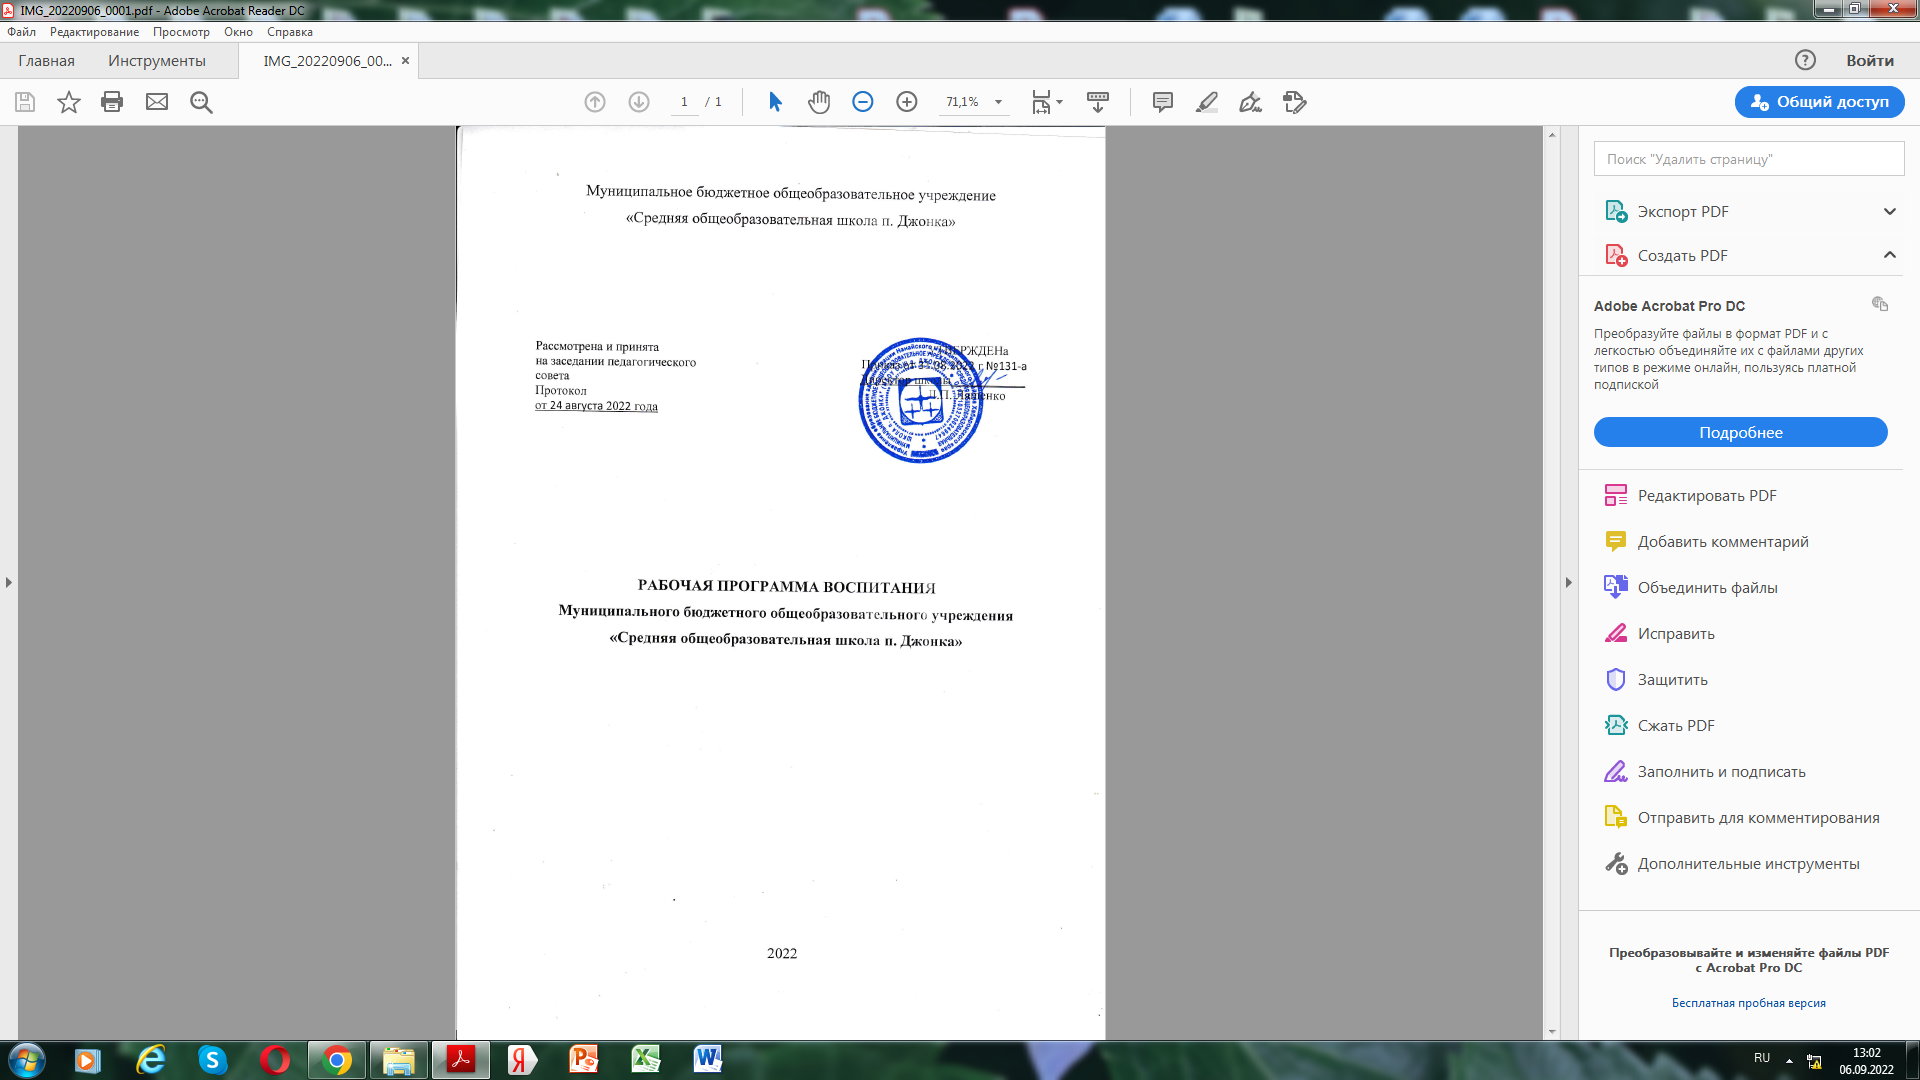 IMG_20220906_0001.pdf - Adobe Acrobat Reader DC
Файл Редактирование Просмотр Окно Справка
Главная Инструменты IMG_20220906_00... × Войти
1 / 1 71,1% Общий доступ
Муниципальное бюджетное общеобразовательное учреждение
«Средняя общеобразовательная школа п. Джонка»
Рассмотрена и принята
на заседании педагогического
совета
Протокол
от 24 августа 2022 года
2022 г №131-а
РАБОЧАЯ ПРОГРАММА ВОСПИТАНИЯ
Муниципального бюджетного общеобразовательного учреждения
«Средняя общеобразовательная школа п. Джонка»
2022
Поиск "Удалить страницу"
Экспорт PDF
Создать PDF
Adobe Acrobat Pro DC
Преобразуйте файлы в формат PDF и с
легкостью объединяйте их с файлами других
типов в режиме онлайн, пользуясь платной
подпиской
Подробнее
Редактировать PDF
Добавить комментарий
Объединить файлы
Исправить
Защитить
Сжать PDF
Заполнить и подписать
Отправить для комментирования
Дополнительные инструменты
Преобразовывайте и изменяйте файлы PDF
с Acrobat Pro DC
Бесплатная пробная версия
RU 13:02
06.09.2022